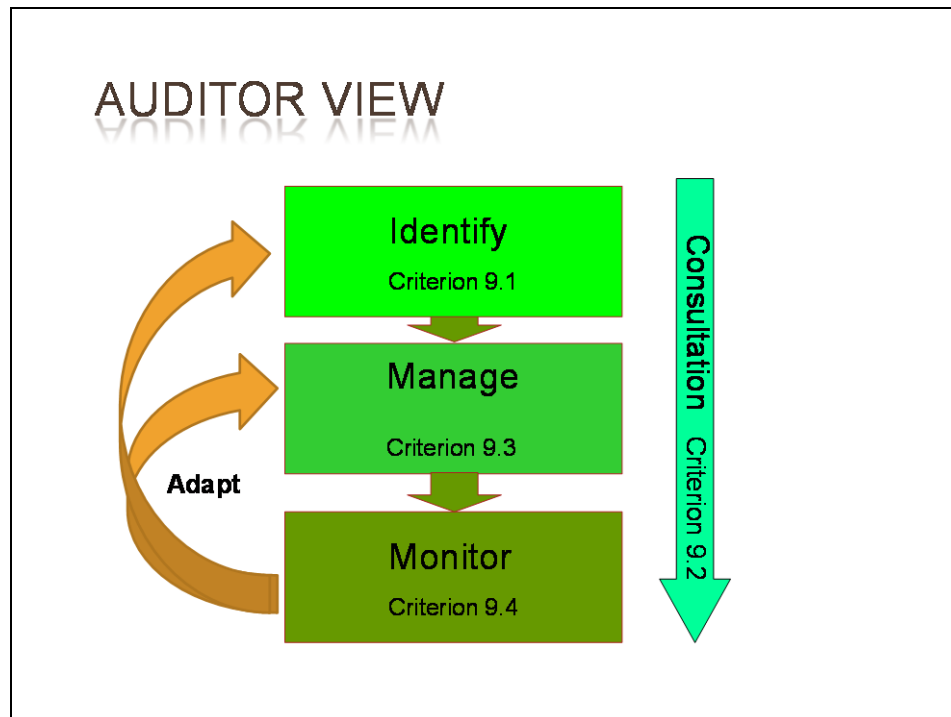 AUDITOR VIEW
Identify
Criterion 9.1
Manage
Criterion 9.3
Adapt
Monitor
Criterion 9.4
Consultation Criterion 9.2